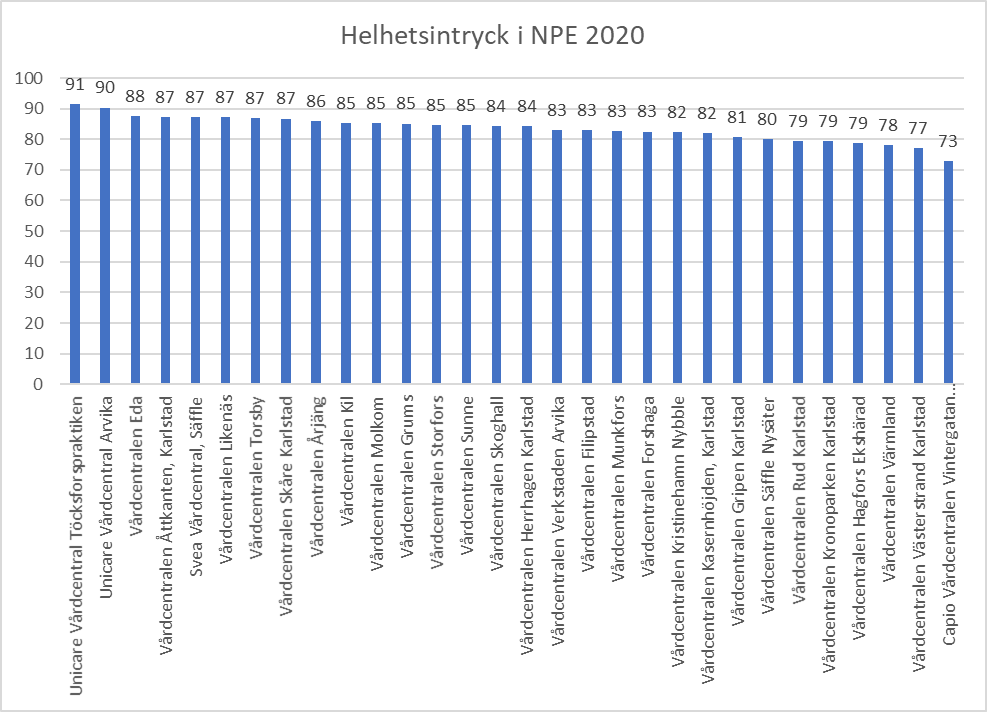 Helhetsintryck i NPE 2020
100
90
80
70
60
50
40
30
20
10
0
91
90
88
87
87
87
87
87
86
85
85
85
85
85
84
84
83
83
83
83
82
82
81
80
79
79
79
78
77
73
Unicare Vårdcentral Töcksforspraktiken
Unicare Vårdcentral Arvika
Vårdcentralen Eda
Vårdcentralen Åttkanten, Karlstad
Svea Vårdcentral, Säffle
Vårdcentralen Likenäs
Vårdcentralen Torsby
Vårdcentralen Skåre Karlstad
Vårdcentralen Årjäng
Vårdcentralen Kil
Vårdcentralen Molkom
Vårdcentralen Grums
Vårdcentralen Storfors
Vårdcentralen Sunne
Vårdcentralen Skoghall
Vårdcentralen Herrhagen Karlstad
Vårdcentralen Verkstaden Arvika
Vårdcentralen Filipstad
Vårdcentralen Munkfors
Vårdcentralen Forshaga
Vårdcentralen Kristinehamn Nybble
Vårdcentralen Kasernhöjden, Karlstad
Vårdcentralen Gripen Karlstad
Vårdcentralen Säffle Nysäter
Vårdcentralen Rud Karlstad
Vårdcentralen Kronoparken Karlstad
Vårdcentralen Hagfors Ekshärad
Vårdcentralen Värmland
Vårdcentralen Västerstrand Karlstad
Capio Vårdcentralen Vintergatan...